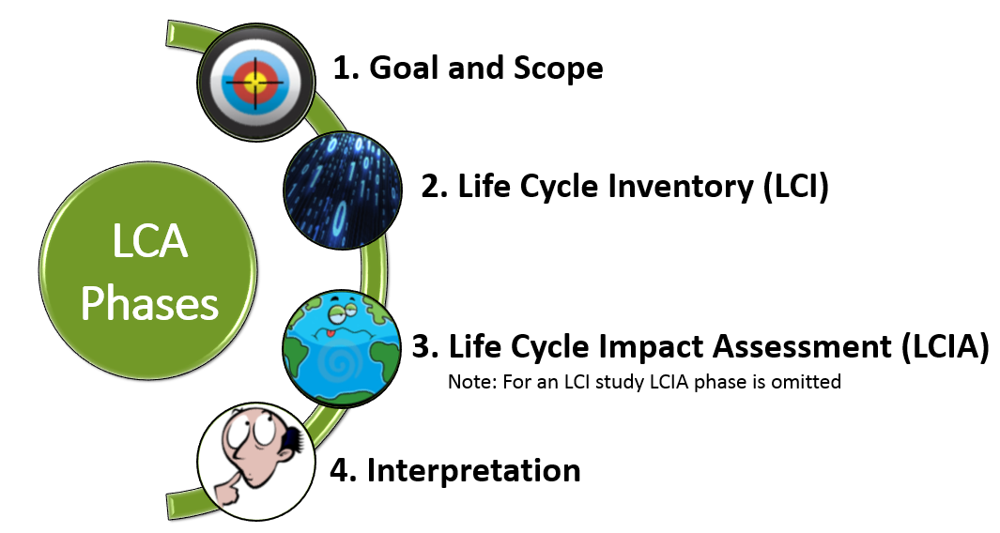 1. Goal and Scope
2. Life Cycle Inventory (LCI)
LCA
Phases
3. Life Cycle Impact Assessment (LCIA)
Note: For an LCI study LCIA phase is omitted
4. Interpretation